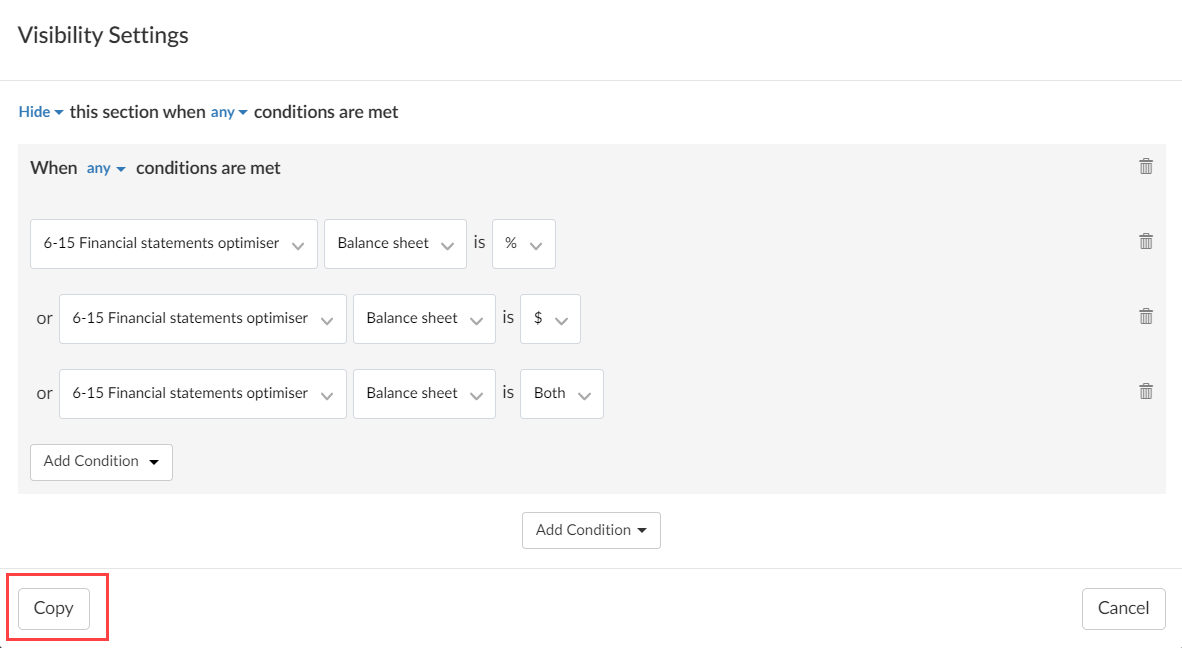 Visibility Settings
Hide this section when any conditions are met
When any conditions are met
6-15 Financial statements optimiser Balance sheet is %
or 6-15 Financial statements optimiser Balance sheet is $
or 6-15 Financial statements optimiser Balance sheet is Both
Add Condition
Add Condition
Copy Cancel